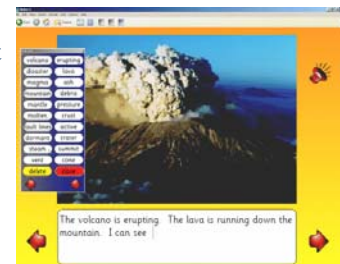 volcano erupting
disaster lava
magma ash
mountain debris
mantle pressure
molten crust
fault lines active
dormant crater
steam summit
vent cone
delete close
The volcano is erupting. The lava is running down the
mountain. I can see